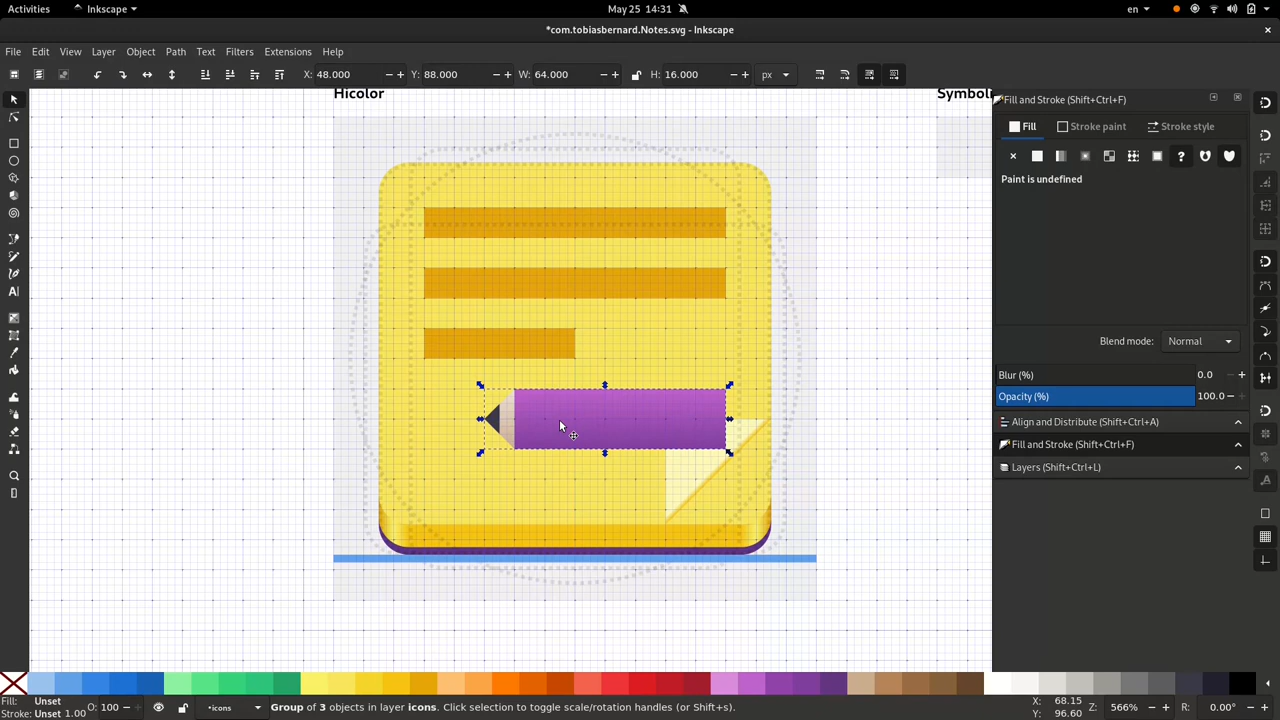 Activities
Inkscape
May 25 14:31
en
*com.tobiasbernard.Notes.svg - Inkscape
File Edit View Layer Object Path Text Filters Extensions Help
X: 48.000 Y: 88.000 W: 64.000 H: 16.000 px
Hicolor
Fill and Stroke (Shift+Ctrl+F)
Fill Stroke paint Stroke style
?
Paint is undefined
Blend mode: Normal
Blur (%) 0.0
Opacity (%) 100.0
Align and Distribute (Shift+Ctrl+A)
Fill and Stroke (Shift+Ctrl+F)
Layers (Shift+Ctrl+L)
Fill: Unset
Stroke: Unset 1.00
O: 100
•icons
Group of 3 objects in layer icons. Click selection to toggle scale/rotation handles (or Shift+s).
X: 68.15
Y: 96.60
Z: 566%
R: 0.00°